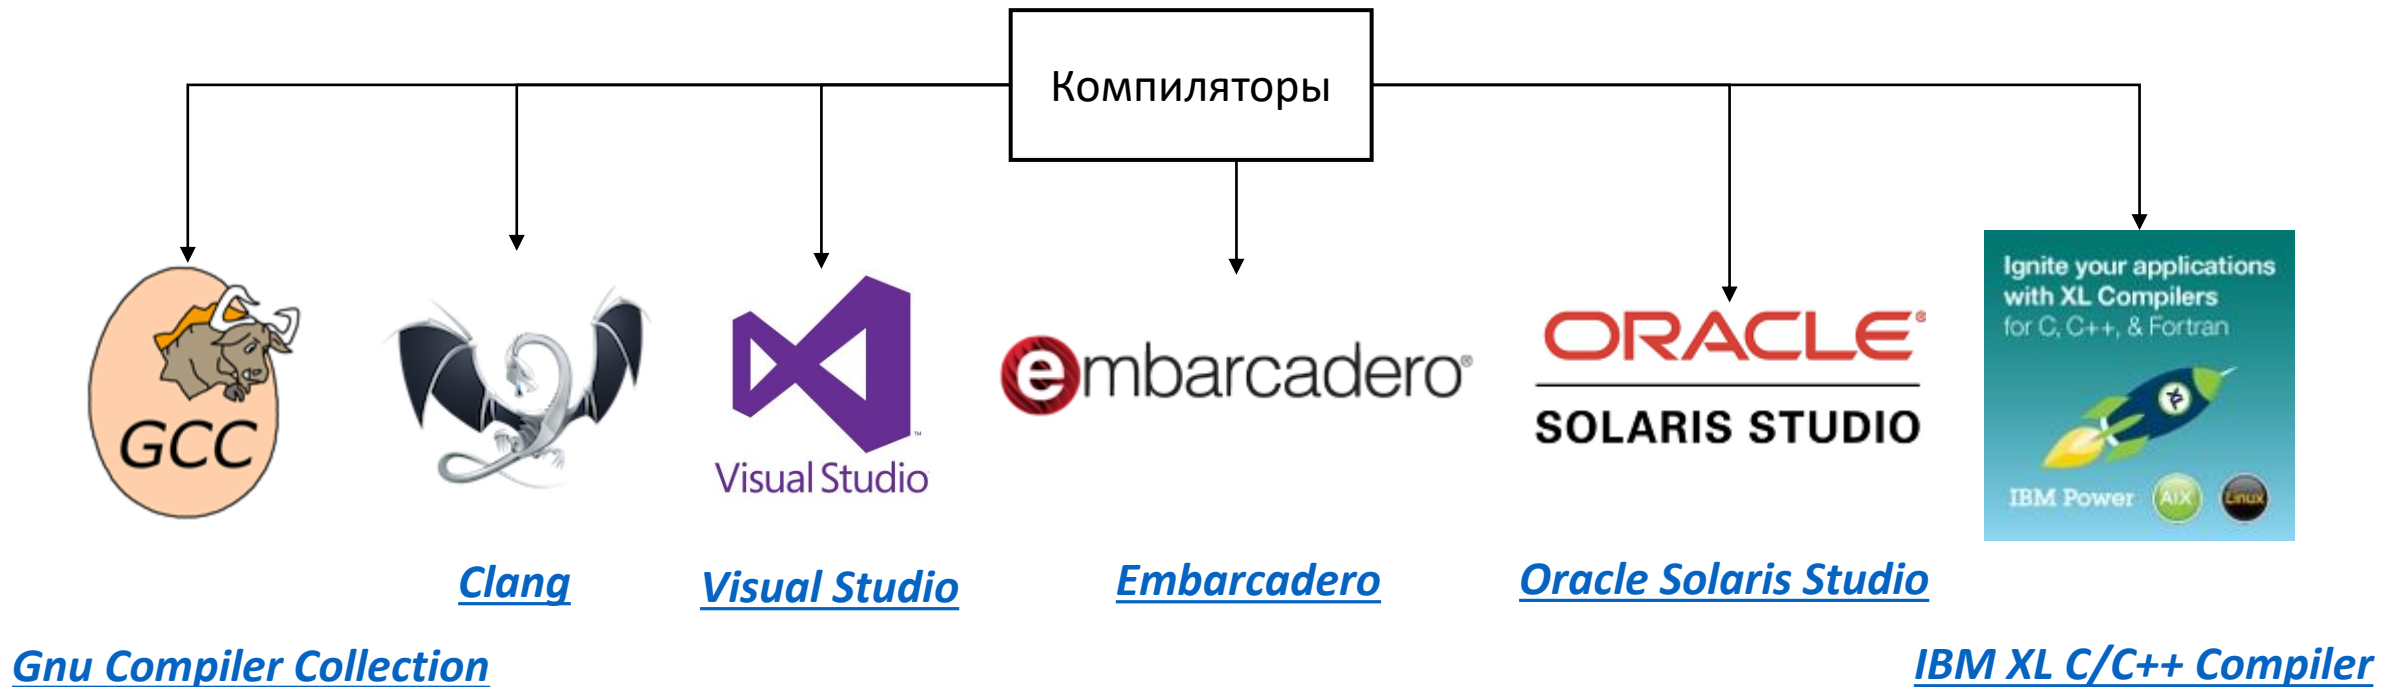 Компиляторы
GCC
Visual Studio
embarcadero®
ORACLE®
SOLARIS STUDIO
Ignite your applications
with XL Compilers
for C, C++, & Fortran
IBM Power AIX Linux
Clang
Visual Studio
Embarcadero
Oracle Solaris Studio
Gnu Compiler Collection
IBM XL C/C++ Compiler